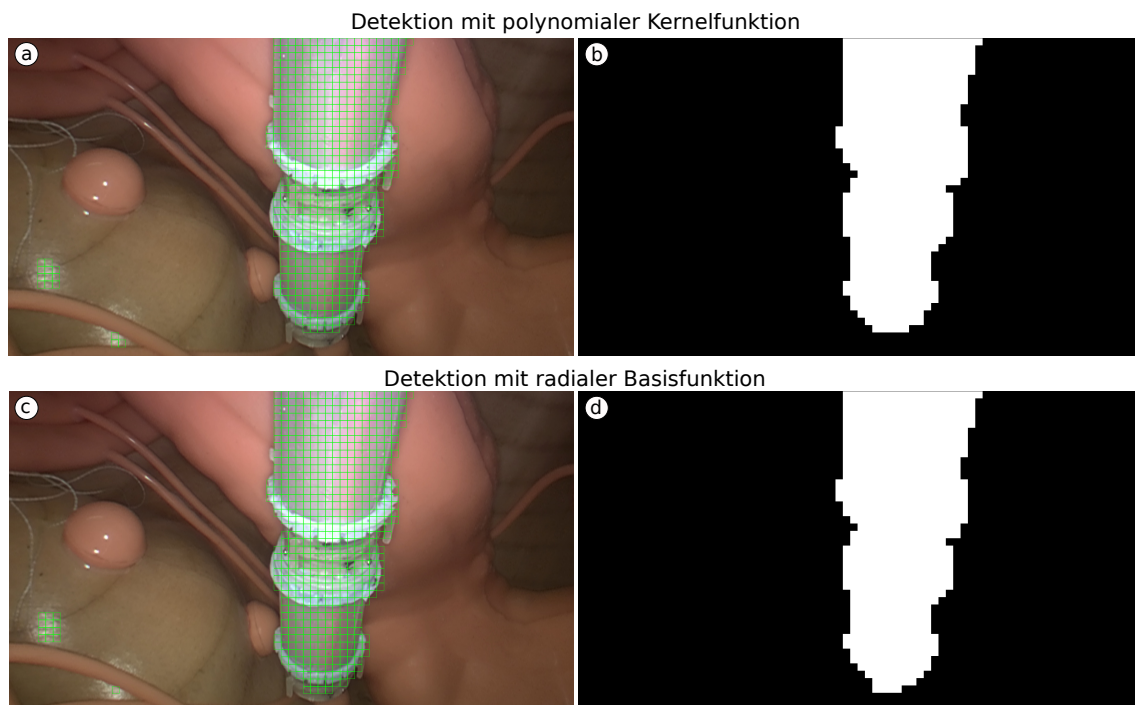 Detektion mit polynomialer Kernelfunktion
a
b
Detektion mit radialer Basisfunktion
c
d